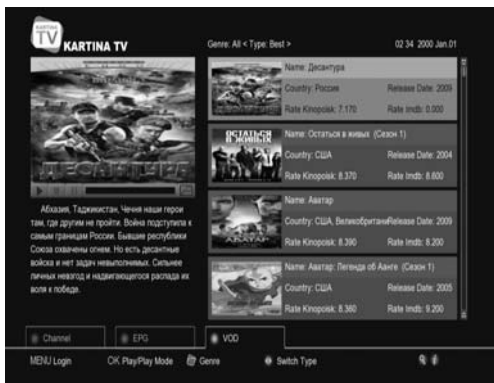 KARTINA
TV
KARTINA TV
Genre: All < Type: Best >
02 34 2000 Jan.01
ДЕСАНТУРА
Абхазия, Таджикистан, Чечня наши герои
там, где другим не пройти. Война подступила к
самым границам России. Бывшие республики
Союза охвачены огнем. Но есть десантные
войска и нет задач невыполнимых. Сильнее
личных невзгод и надвигающегося распада их
воля к победе.
Name: Десантура
Country: Россия
Release Date: 2009
Rate Kinopoisk: 7.170
Rate Imdb: 0.000
ОСТАТЬСЯ
В ЖИВЫХ
Name: Остаться в живых (Сезон 1)
Country: США
Release Date: 2004
Rate Kinopoisk: 8.370
Rate Imdb: 8.600
АВАТАР
Name: Аватар
Country: США, Великобритани
Release Date: 2009
Rate Kinopoisk: 8.390
Rate Imdb: 8.200
Name: Аватар: Легенда об Аанге (Сезон 1)
Country: США
Release Date: 2005
Rate Kinopoisk: 8.360
Rate Imdb: 9.200
Channel
EPG
VOD
MENU Login
OK Play/Play Mode
Genre
Switch Type